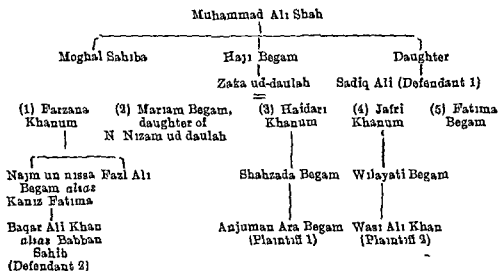 Muhammad Ali Shah
Moghal Sahiba Haji Begam Daughter
Zaka ud-daulah Sadiq Ali (Defendant 1)
=
(1) Farzana Khanum (2) Mariam Begam, daughter of N Nizam ud daulah (3) Haidari Khanum (4) Jafri Khanum (5) Fatima Begam
Najm un nissa Begam alias Kaniz Fatima Fazl Ali Shahzada Begam Wilayati Begam
Baqar Ali Khan alias Babban Sahib (Defendant 2) Anjuman Ara Begam (Plaintiff 1) Wasi Ali Khan (Plaintiff 2)